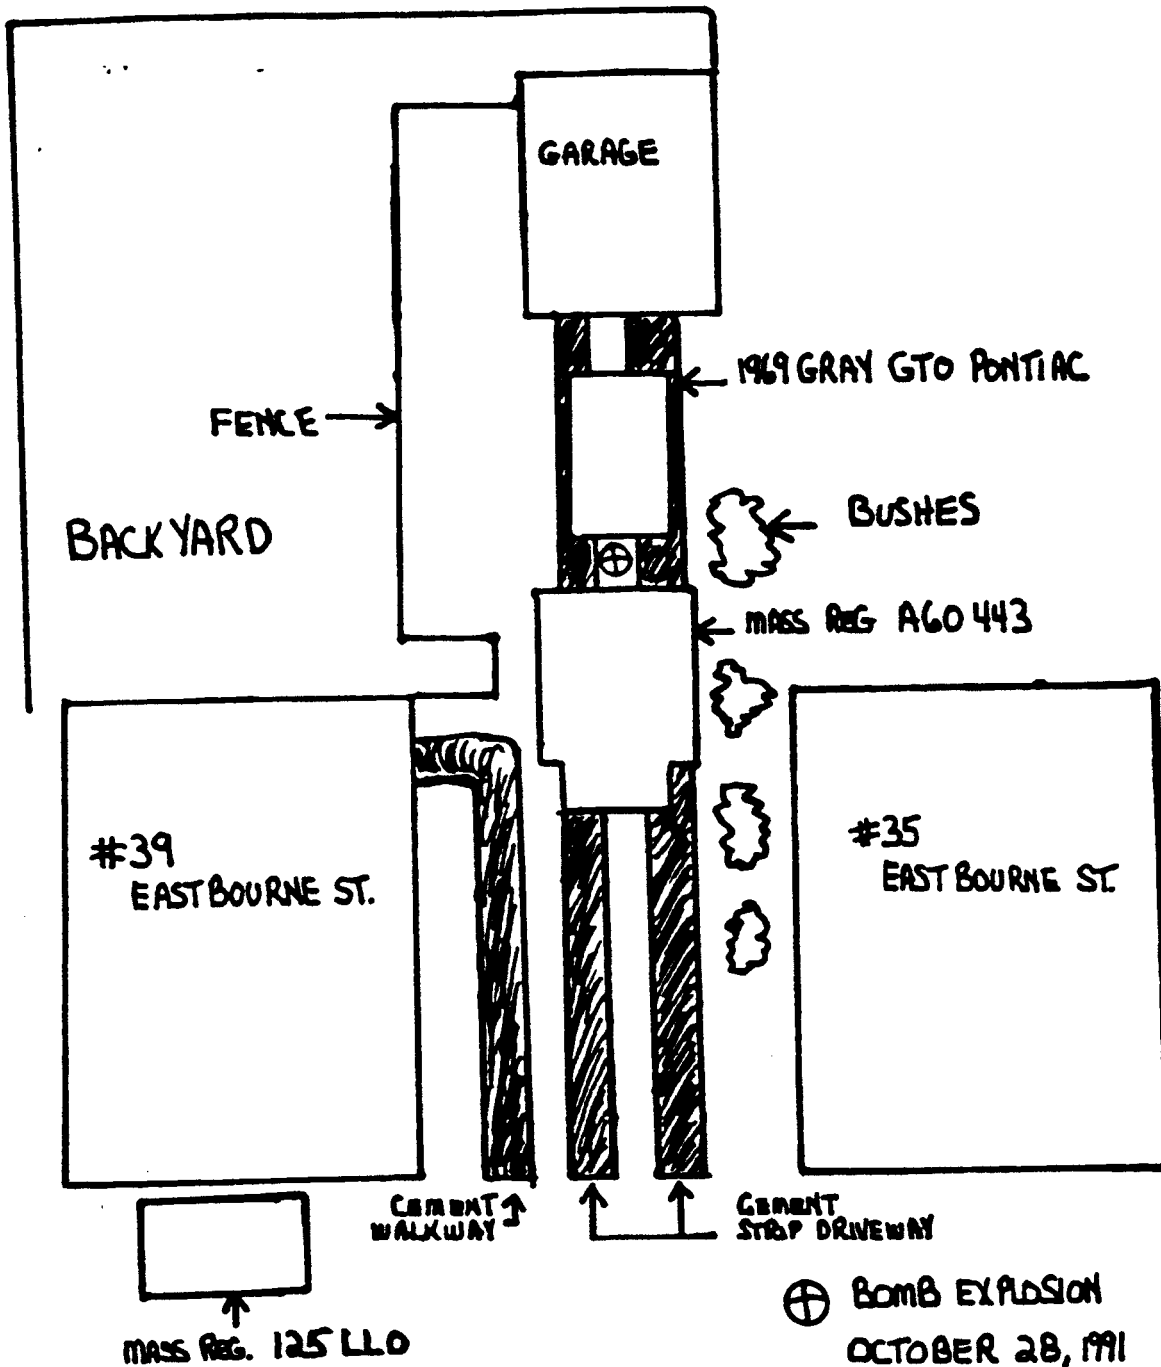 GARAGE
1969 GRAY GTO PONTIAC
FENCE
BUSHES
BACKYARD
MASS REG A60 443
#39
EASTBOURNE ST.
#35
EASTBOURNE ST.
CEMENT
WALKWAY
CEMENT
STRIP DRIVEWAY
BOMB EXPLOSION
OCTOBER 28, 1991
MASS REG. 125 LLD